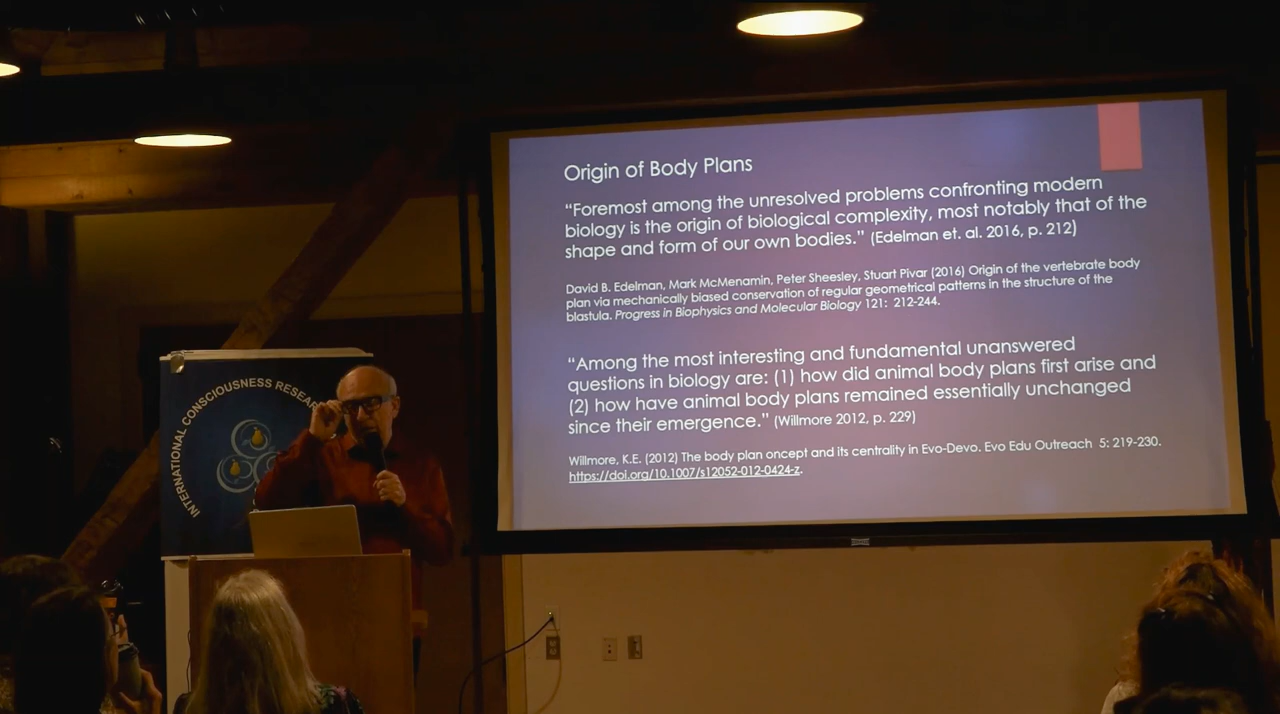 Origin of Body Plans
“Foremost among the unresolved problems confronting modern
biology is the origin of biological complexity, most notably that of the
shape and form of our own bodies.” (Edelman et. al. 2016, p. 212)
David B. Edelman, Mark McMenamin, Peter Sheesley, Stuart Pivar (2016) Origin of the vertebrate body
plan via mechanically biased conservation of regular geometrical patterns in the structure of the
blastula. Progress in Biophysics and Molecular Biology 121: 212-244.
“Among the most interesting and fundamental unanswered
questions in biology are: (1) how did animal body plans first arise and
(2) how have animal body plans remained essentially unchanged
since their emergence.” (Willmore 2012, p. 229)
Willmore, K.E. (2012) The body plan oncept and its centrality in Evo-Devo. Evo Edu Outreach 5: 219-230.
https://doi.org/10.1007/s12052-012-0424-z.
INTERNATIONAL CONSCIOUSNESS